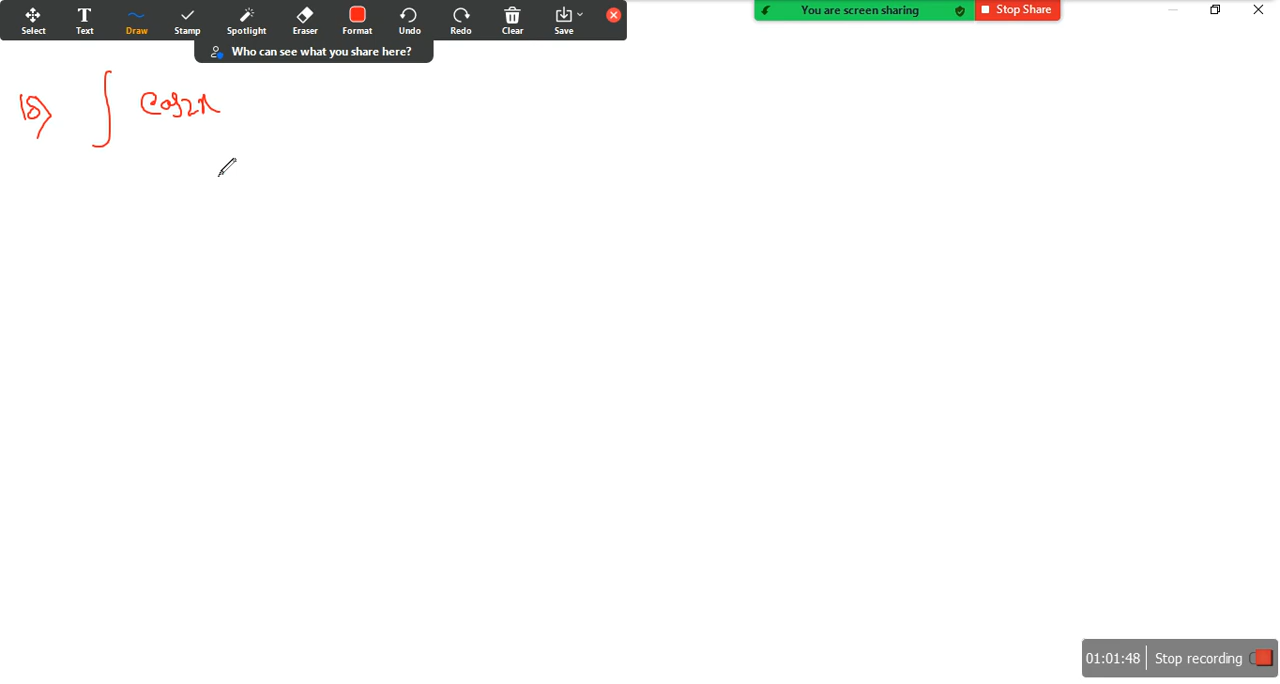 Select Text Draw Stamp Spotlight Eraser Format Undo Redo Clear Save
You are screen sharing Stop Share
Who can see what you share here?
18) ∫ cos2x
01:01:48 Stop recording